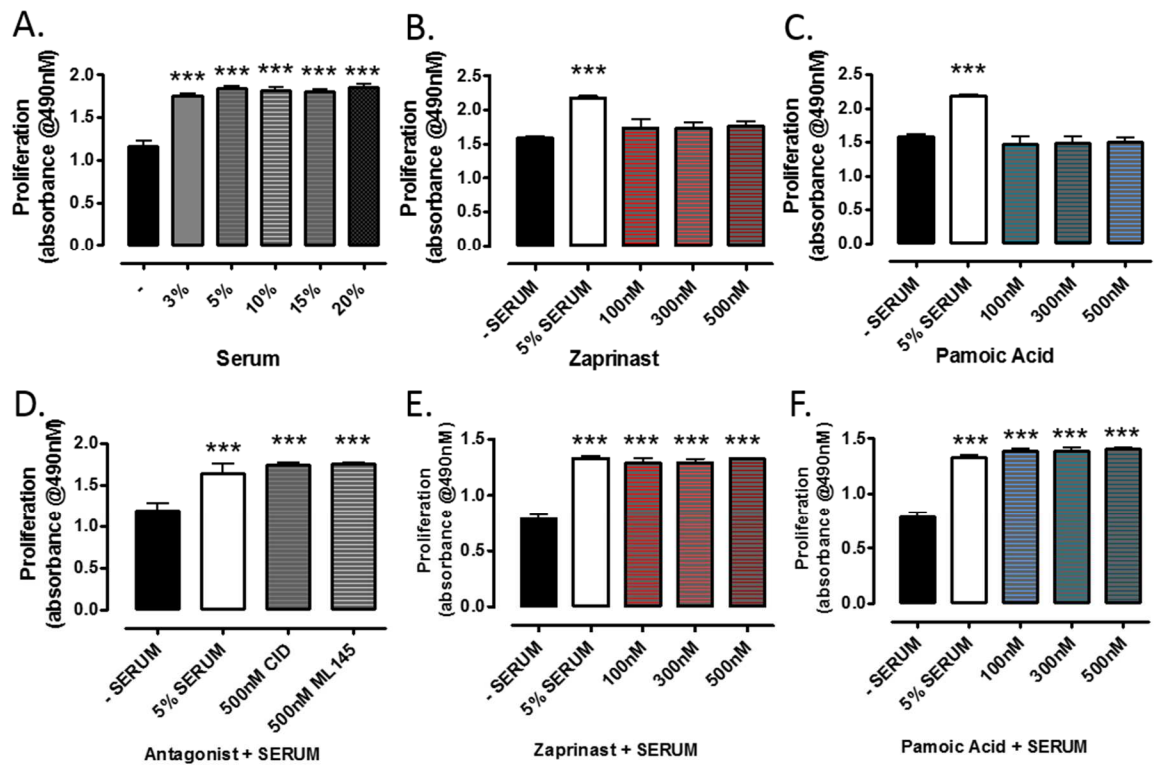 A.
Proliferation
(absorbance @490nM)
2.0
1.5
1.0
0.5
0.0
*** *** *** *** ***
- 3% 5% 10% 15% 20%
Serum
B.
Proliferation
(absorbance @490nM)
2.5
2.0
1.5
1.0
0.5
0.0
***
- SERUM 5% SERUM 100nM 300nM 500nM
Zaprinast
C.
Proliferation
(absorbance @490nM)
2.5
2.0
1.5
1.0
0.5
0.0
***
- SERUM 5% SERUM 100nM 300nM 500nM
Pamoic Acid
D.
Proliferation
(absorbance @490nM)
2.0
1.5
1.0
0.5
0.0
*** *** ***
- SERUM 5% SERUM 500nM CID 500nM ML145
Antagonist + SERUM
E.
Proliferation
(absorbance @490nM)
1.5
1.0
0.5
0.0
*** *** *** ***
- SERUM 5% SERUM 100nM 300nM 500nM
Zaprinast + SERUM
F.
Proliferation
(absorbance @490nM)
1.5
1.0
0.5
0.0
*** *** *** ***
- SERUM 5% SERUM 100nM 300nM 500nM
Pamoic Acid + SERUM